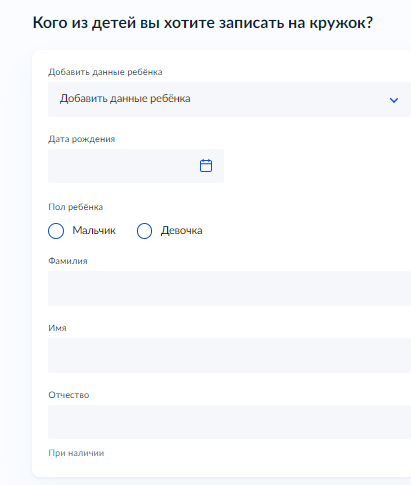 Кого из детей вы хотите записать на кружок?
Добавить данные ребёнка
Добавить данные ребёнка
Дата рождения
Пол ребёнка
Мальчик Девочка
Фамилия
Имя
Отчество
При наличии